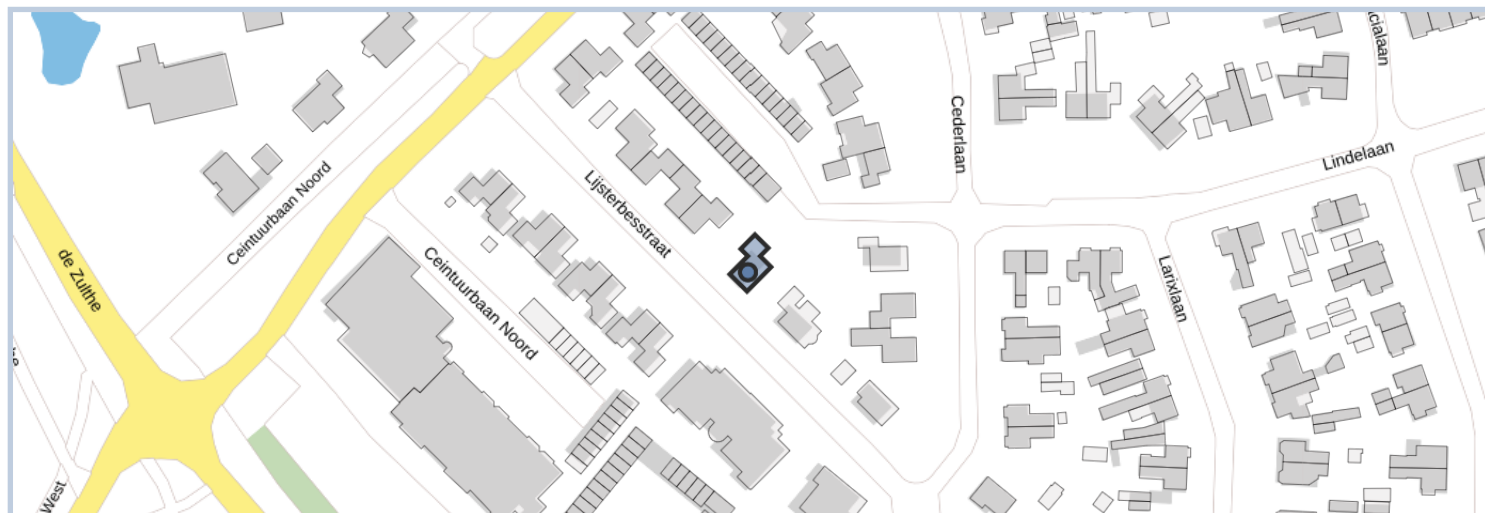 Cederlaan
Lindelaan
Ceintuurbaan Noord
Lijsterbesstraat
de Zulthe
Ceintuurbaan Noord
Larixlaan
West